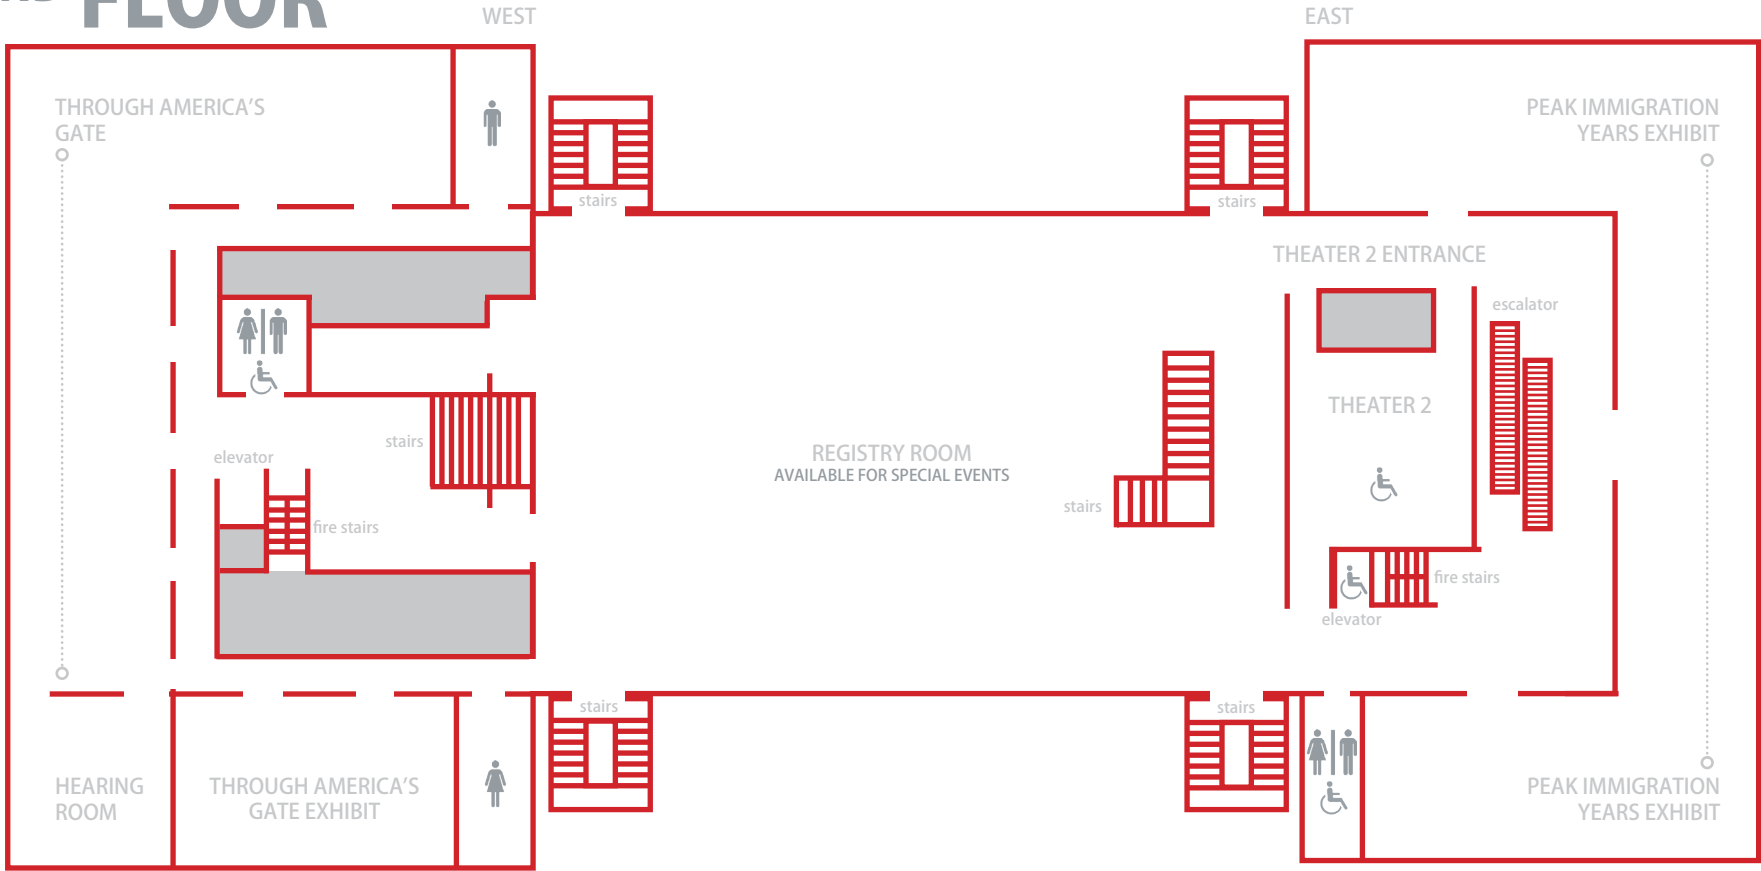 FLOOR
WEST
EAST
THROUGH AMERICA'S
GATE
PEAK IMMIGRATION
YEARS EXHIBIT
stairs
stairs
THEATER 2 ENTRANCE
escalator
THEATER 2
stairs
elevator
REGISTRY ROOM
AVAILABLE FOR SPECIAL EVENTS
stairs
fire stairs
fire stairs
elevator
stairs
stairs
HEARING
ROOM
THROUGH AMERICA'S
GATE EXHIBIT
PEAK IMMIGRATION
YEARS EXHIBIT